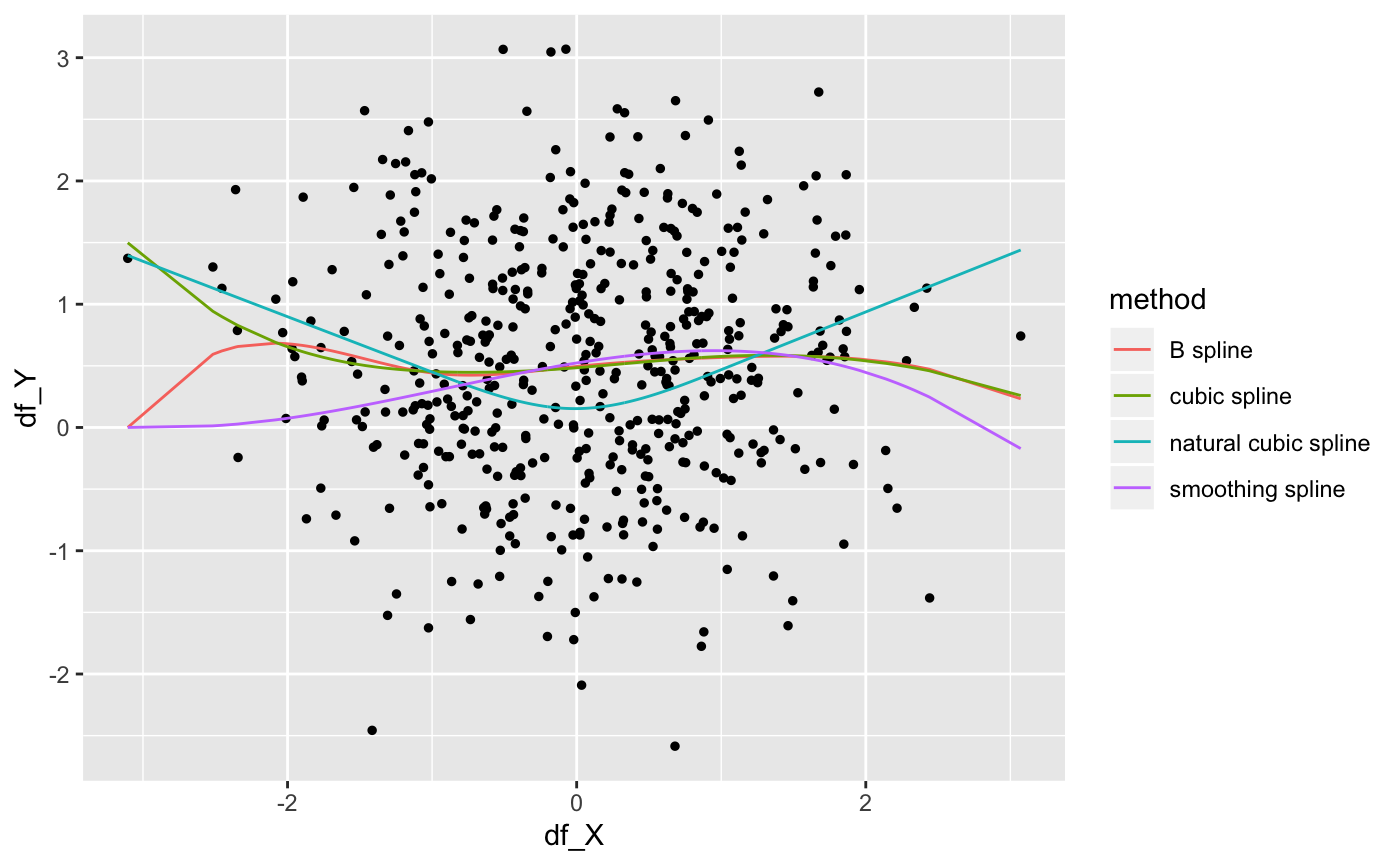 3
2
1
0
-1
-2
df_Y
-2
0
2
df_X
method
B spline
cubic spline
natural cubic spline
smoothing spline